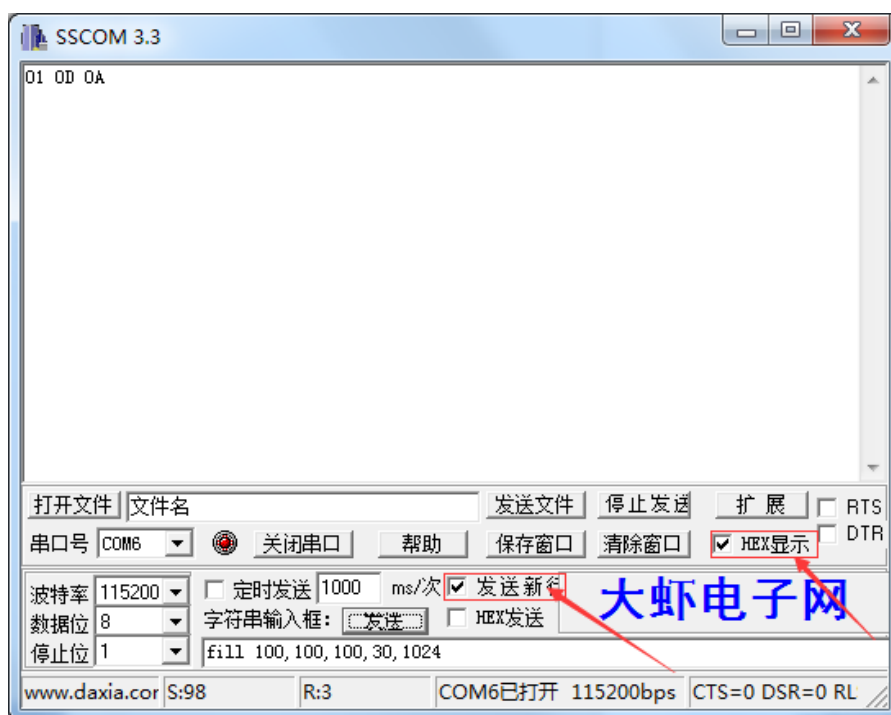 SSCOM 3.3
01 0D 0A
打开文件 文件名 发送文件 停止发送 扩展 RTS
串口号 COM6 关闭串口 帮助 保存窗口 清除窗口 HEX显示 DTR
波特率 115200 定时发送 1000 ms/次 发送新行 大虾电子网
数据位 8 字符串输入框: 发送 HEX发送
停止位 1 fill 100,100,100,30,1024
www.daxia.cor S:98 R:3 COM6已打开 115200bps CTS=0 DSR=0 RL